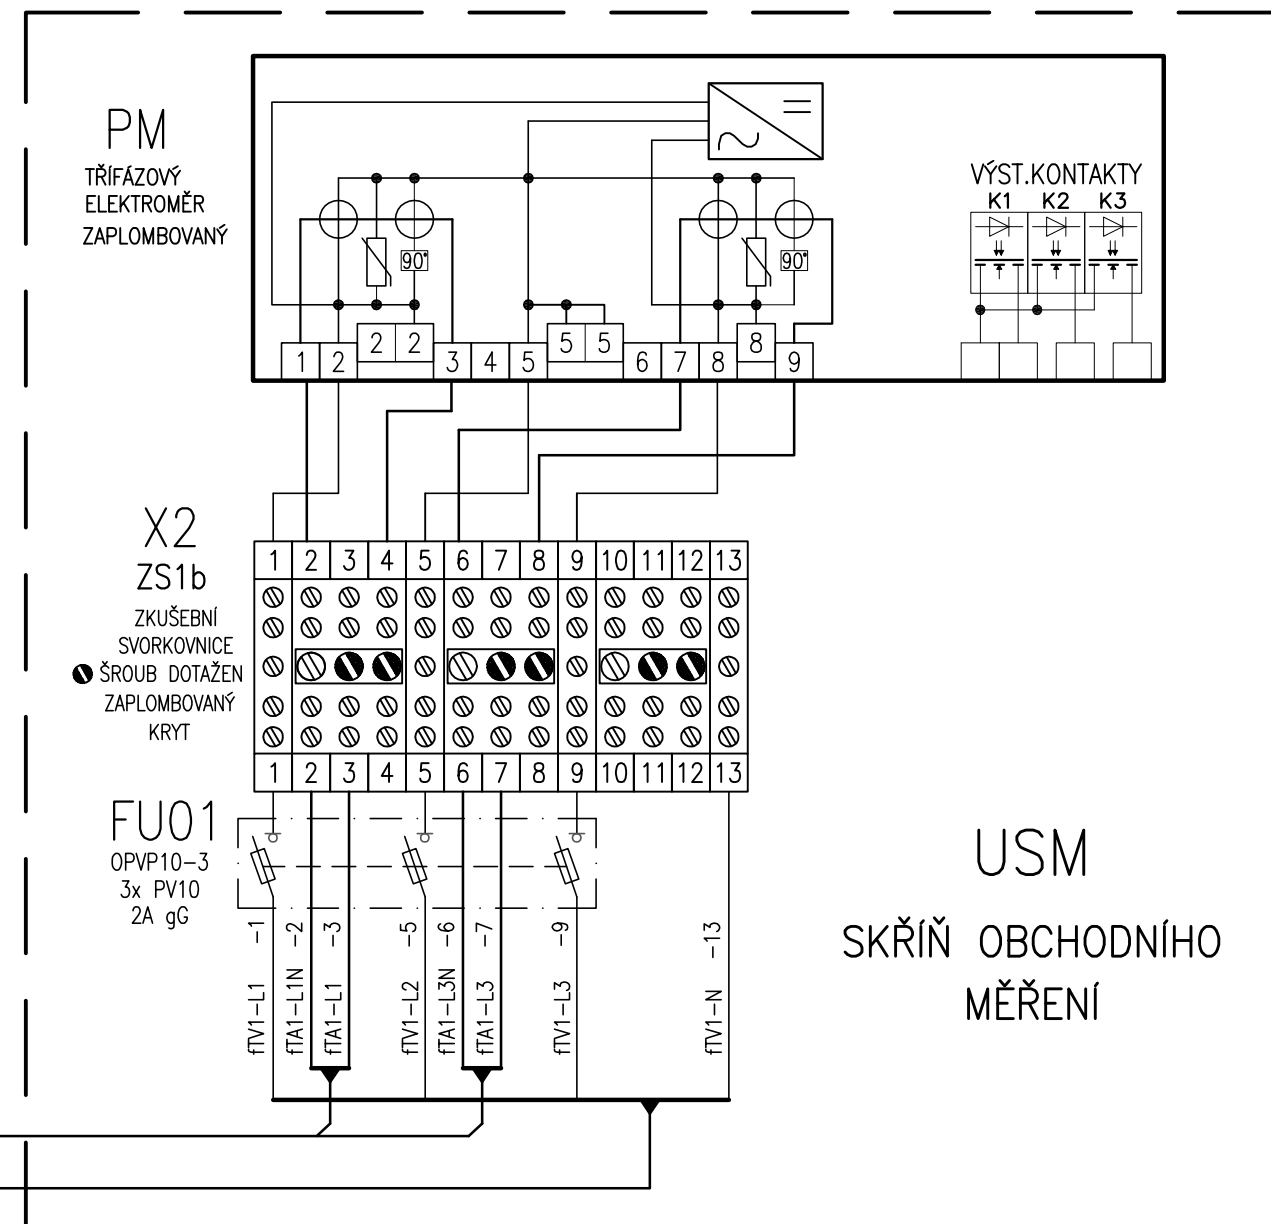 PM
TŘÍFÁZOVÝ
ELEKTROMĚR
ZAPLOMBOVANÝ
VÝST.KONTAKTY
K1 K2 K3
90°
90°
2 2
5 5
8
1 2 3 4 5 6 7 8 9
X2
ZS1b
ZKUŠEBNÍ
SVORKOVNICE
ŠROUB DOTAŽEN
ZAPLOMBOVANÝ
KRYT
1 2 3 4 5 6 7 8 9 10 11 12 13
1 2 3 4 5 6 7 8 9 10 11 12 13
FU01
OPVP10-3
3x PV10
2A gG
fTV1-L1 -1
fTA1-L1N -2
fTA1-L1 -3
fTV1-L2 -5
fTA1-L3N -6
fTA1-L3 -7
fTV1-L3 -9
fTV1-N -13
USM
SKŘÍŇ OBCHODNÍHO
MĚŘENÍ